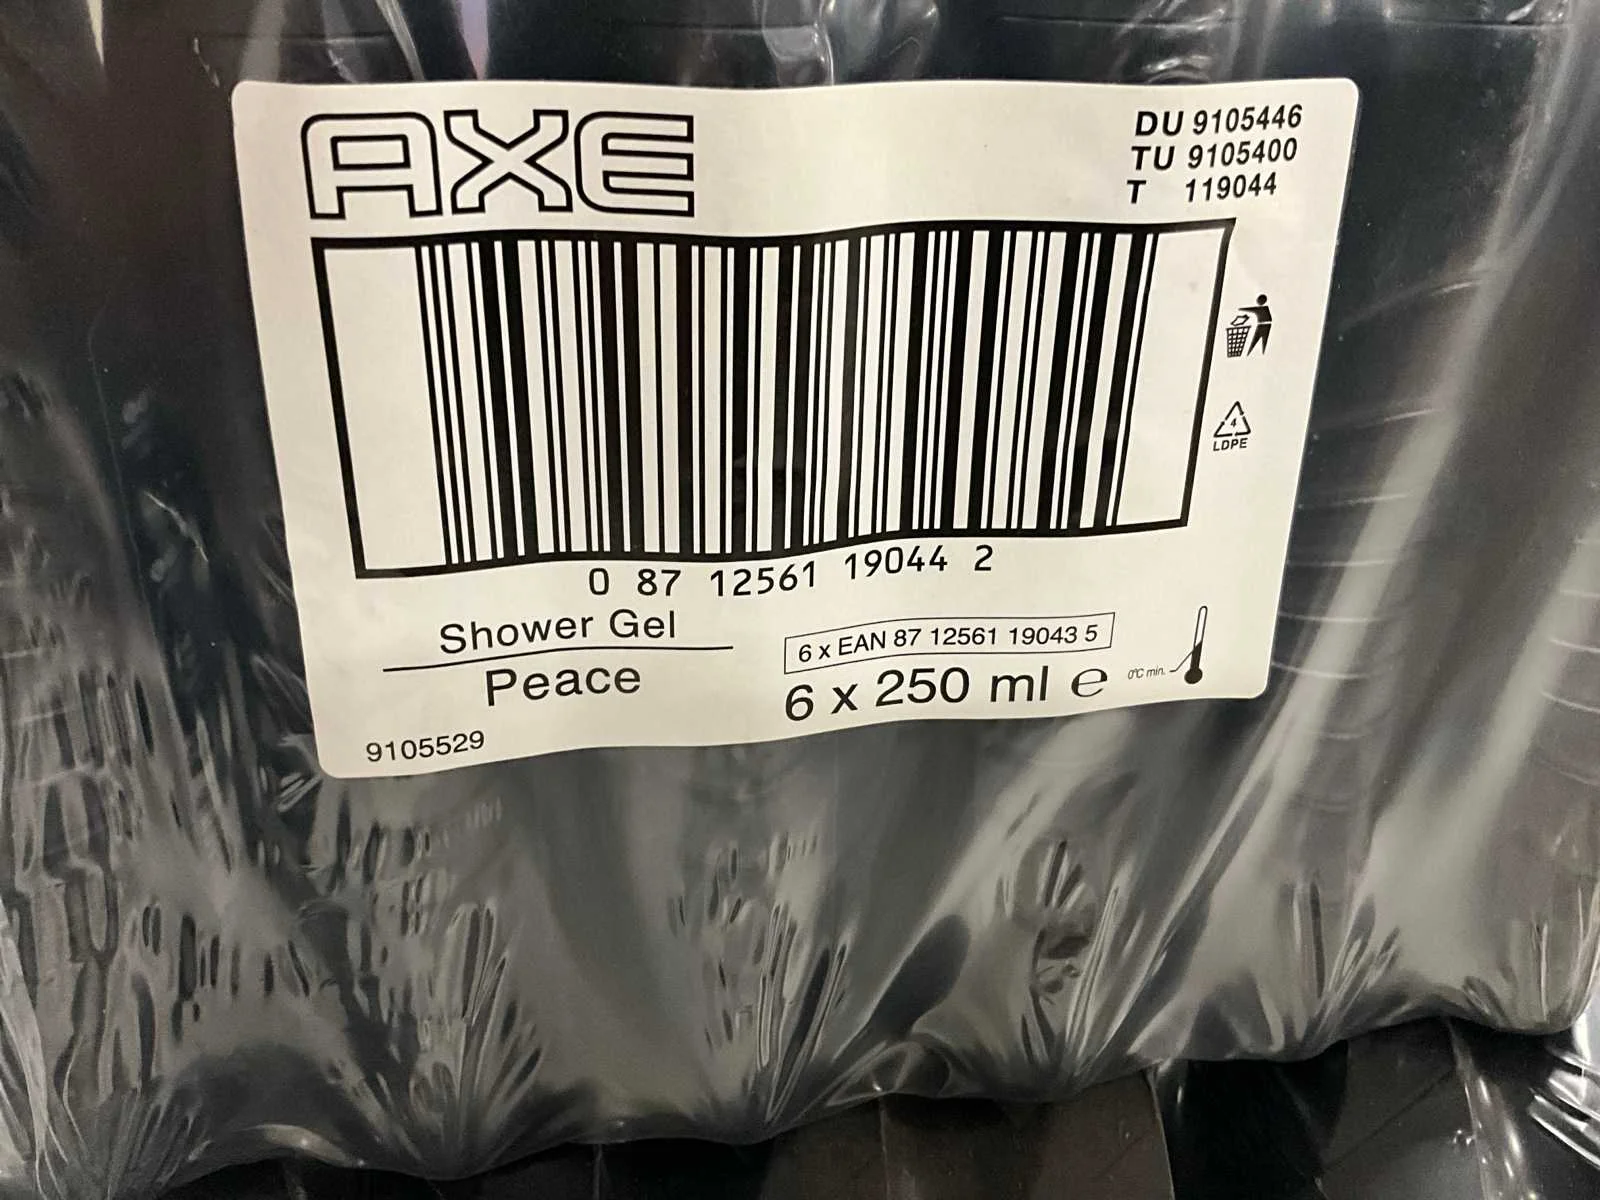 AXE
DU 9105446
TU 9105400
T 119044
4
LDPE
0 87 12561 19044 2
Shower Gel
Peace
6 x EAN 87 12561 19043 5
6 x 250 ml e
0°C min.
9105529